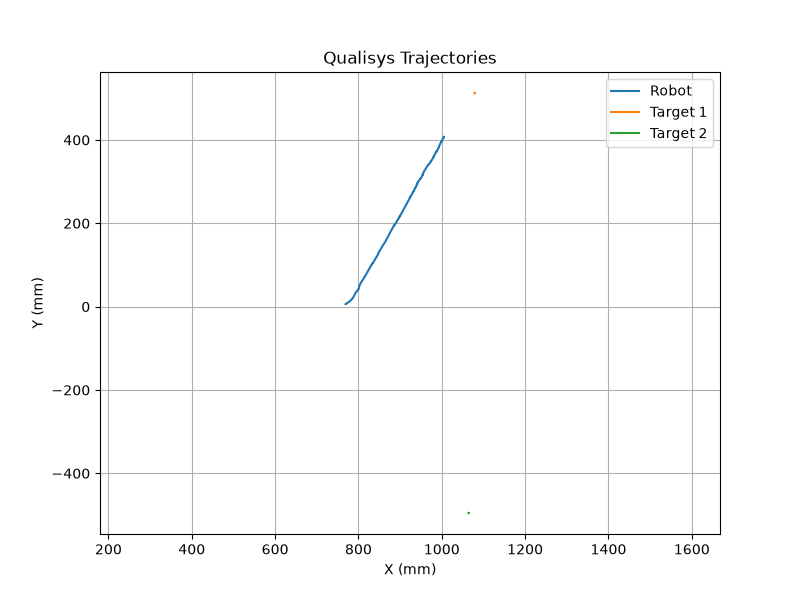 Qualisys Trajectories
Robot
Target 1
Target 2
400
200
0
−200
−400
Y (mm)
200 400 600 800 1000 1200 1400 1600
X (mm)